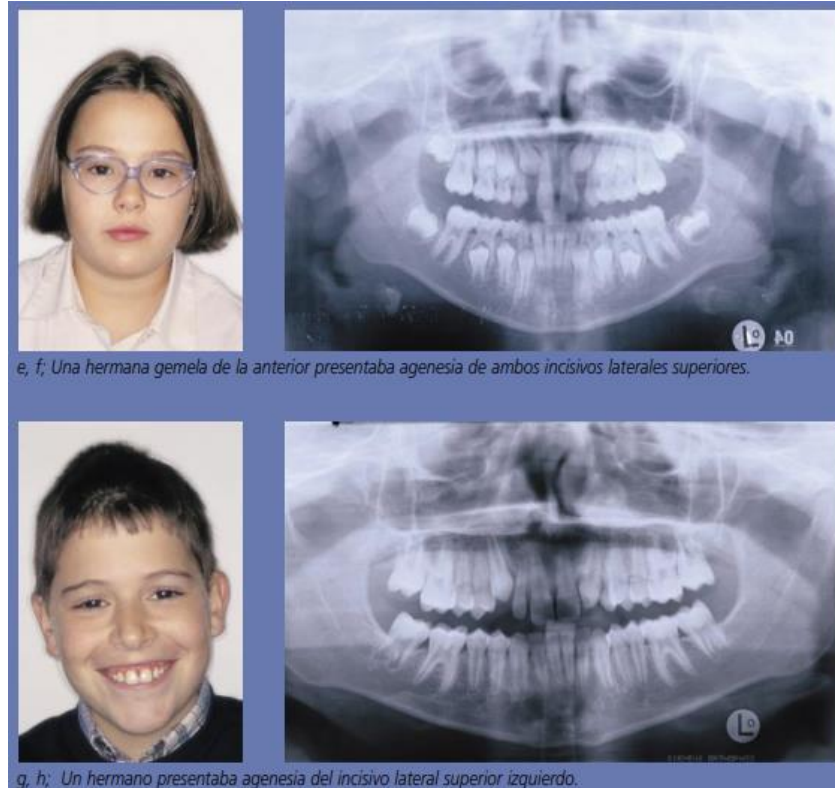 L
04
e, f; Una hermana gemela de la anterior presentaba agenesia de ambos incisivos laterales superiores.
L
g, h; Un hermano presentaba agenesia del incisivo lateral superior izquierdo.